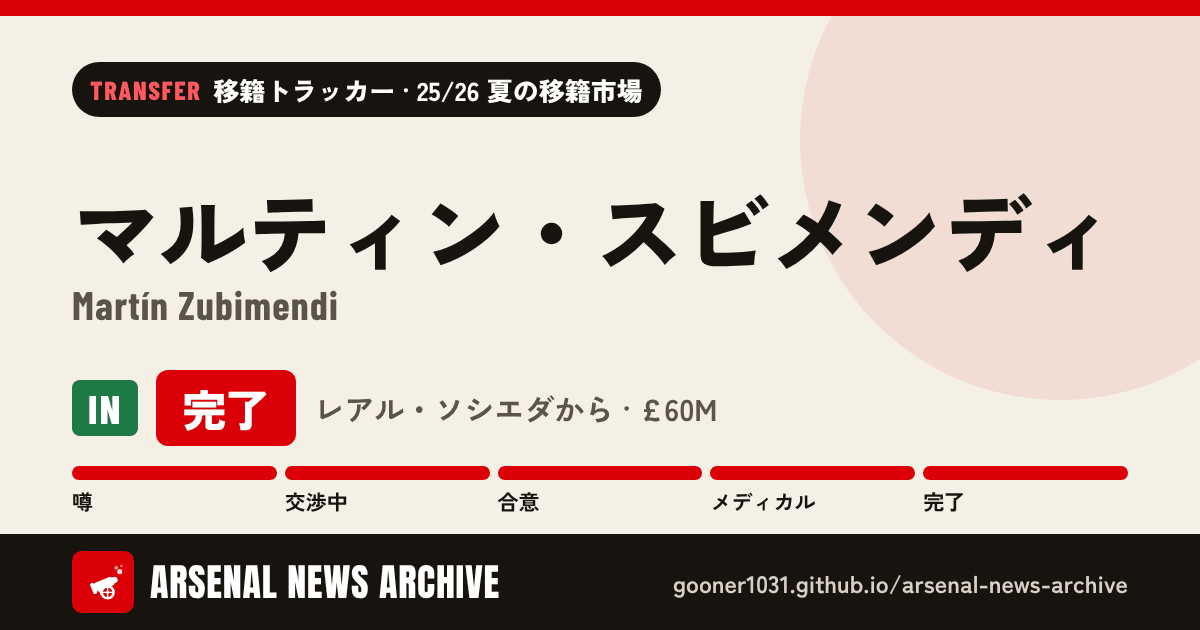 TRANSFER 移籍トラッカー · 25/26 夏の移籍市場
マルティン・スビメンディ
Martín Zubimendi
IN 完了 レアル・ソシエダから · £60M
噂 交渉中 合意 メディカル 完了
ARSENAL NEWS ARCHIVE gooner1031.github.io/arsenal-news-archive